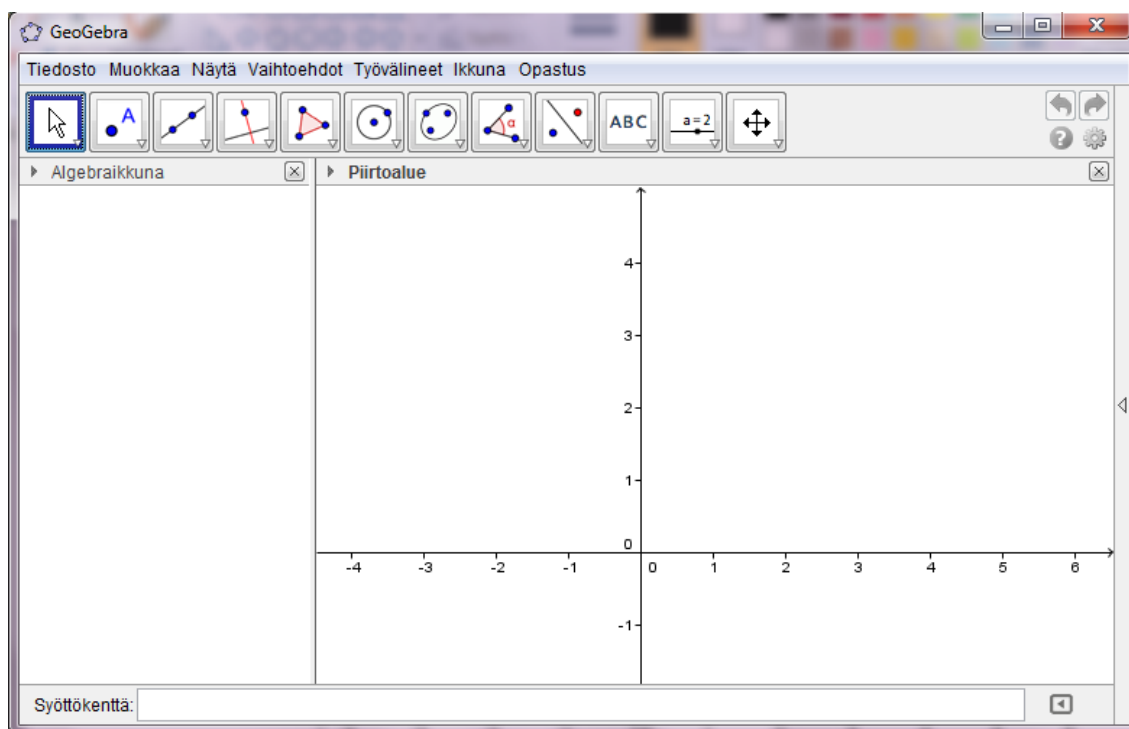 GeoGebra
Tiedosto Muokkaa Näytä Vaihtoehdot Työvälineet Ikkuna Opastus
A α ABC a=2
Algebraikkuna Piirtoalue
4
3
2
1
0
-4 -3 -2 -1 0 1 2 3 4 5 6
-1
Syöttökenttä: